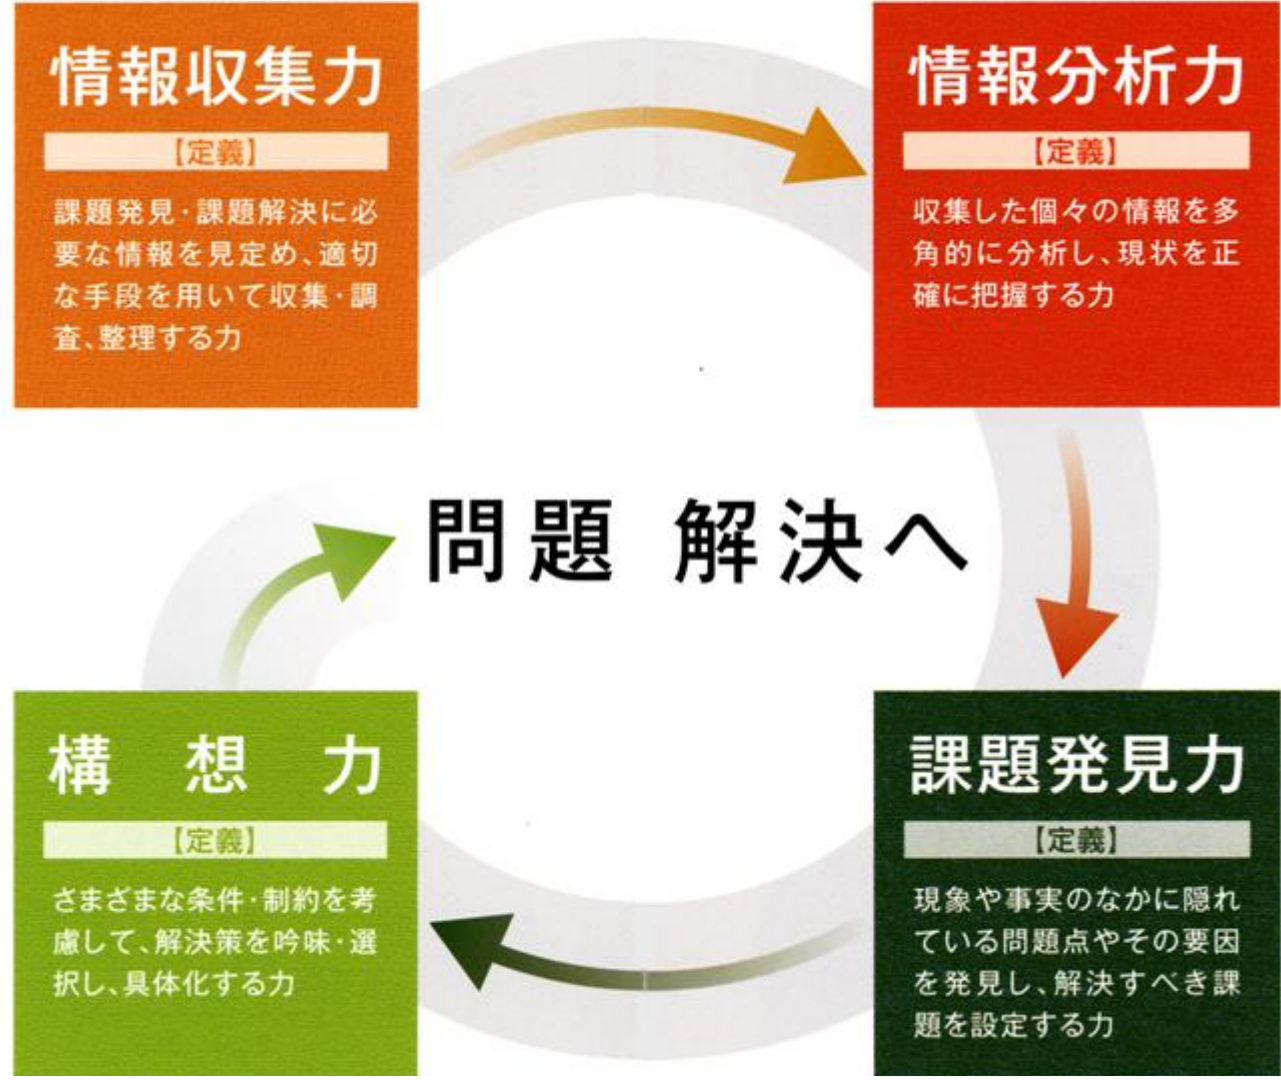 情報収集力
【定義】
課題発見・課題解決に必
要な情報を見定め、適切
な手段を用いて収集・調
査、整理する力
情報分析力
【定義】
収集した個々の情報を多
角的に分析し、現状を正
確に把握する力
問題 解決へ
構 想 力
【定義】
さまざまな条件・制約を考
慮して、解決策を吟味・選
択し、具体化する力
課題発見力
【定義】
現象や事実のなかに隠れ
ている問題点やその要因
を発見し、解決すべき課
題を設定する力